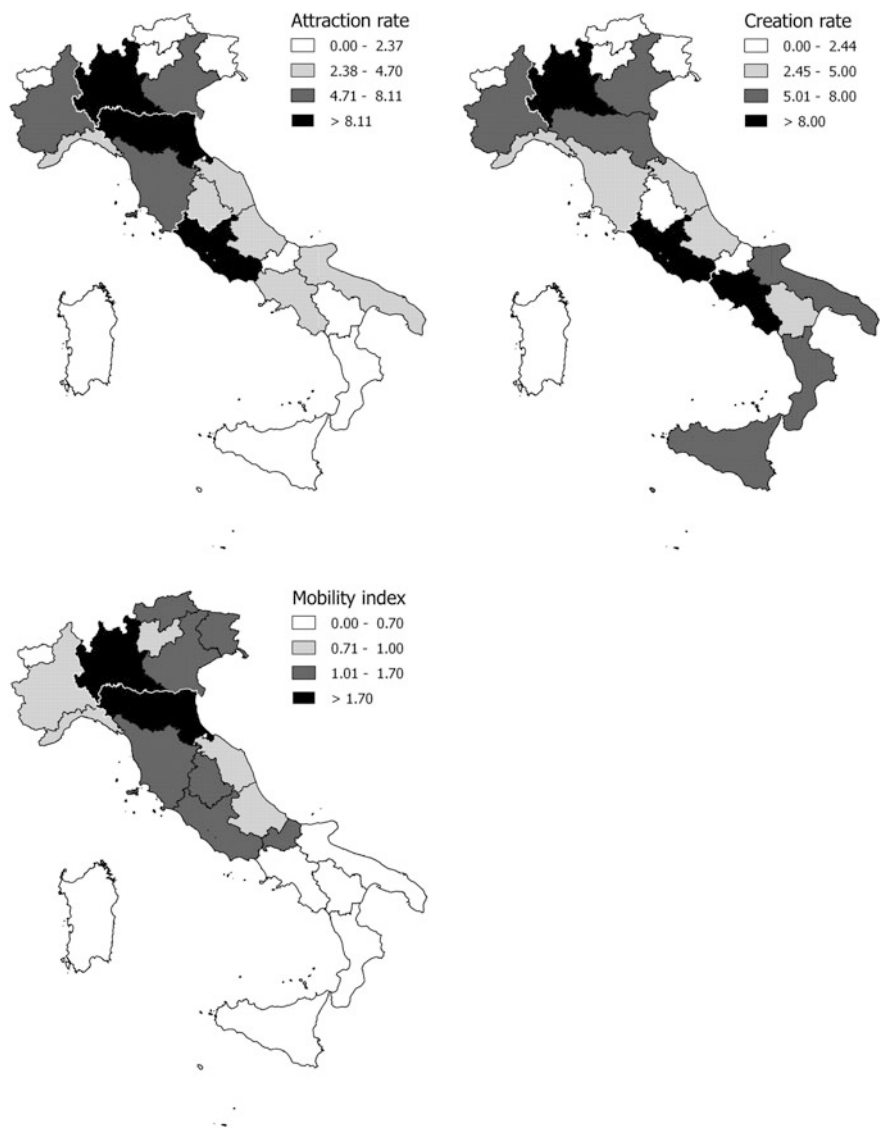 Attraction rate
0.00 - 2.37
2.38 - 4.70
4.71 - 8.11
> 8.11
Creation rate
0.00 - 2.44
2.45 - 5.00
5.01 - 8.00
> 8.00
Mobility index
0.00 - 0.70
0.71 - 1.00
1.01 - 1.70
> 1.70